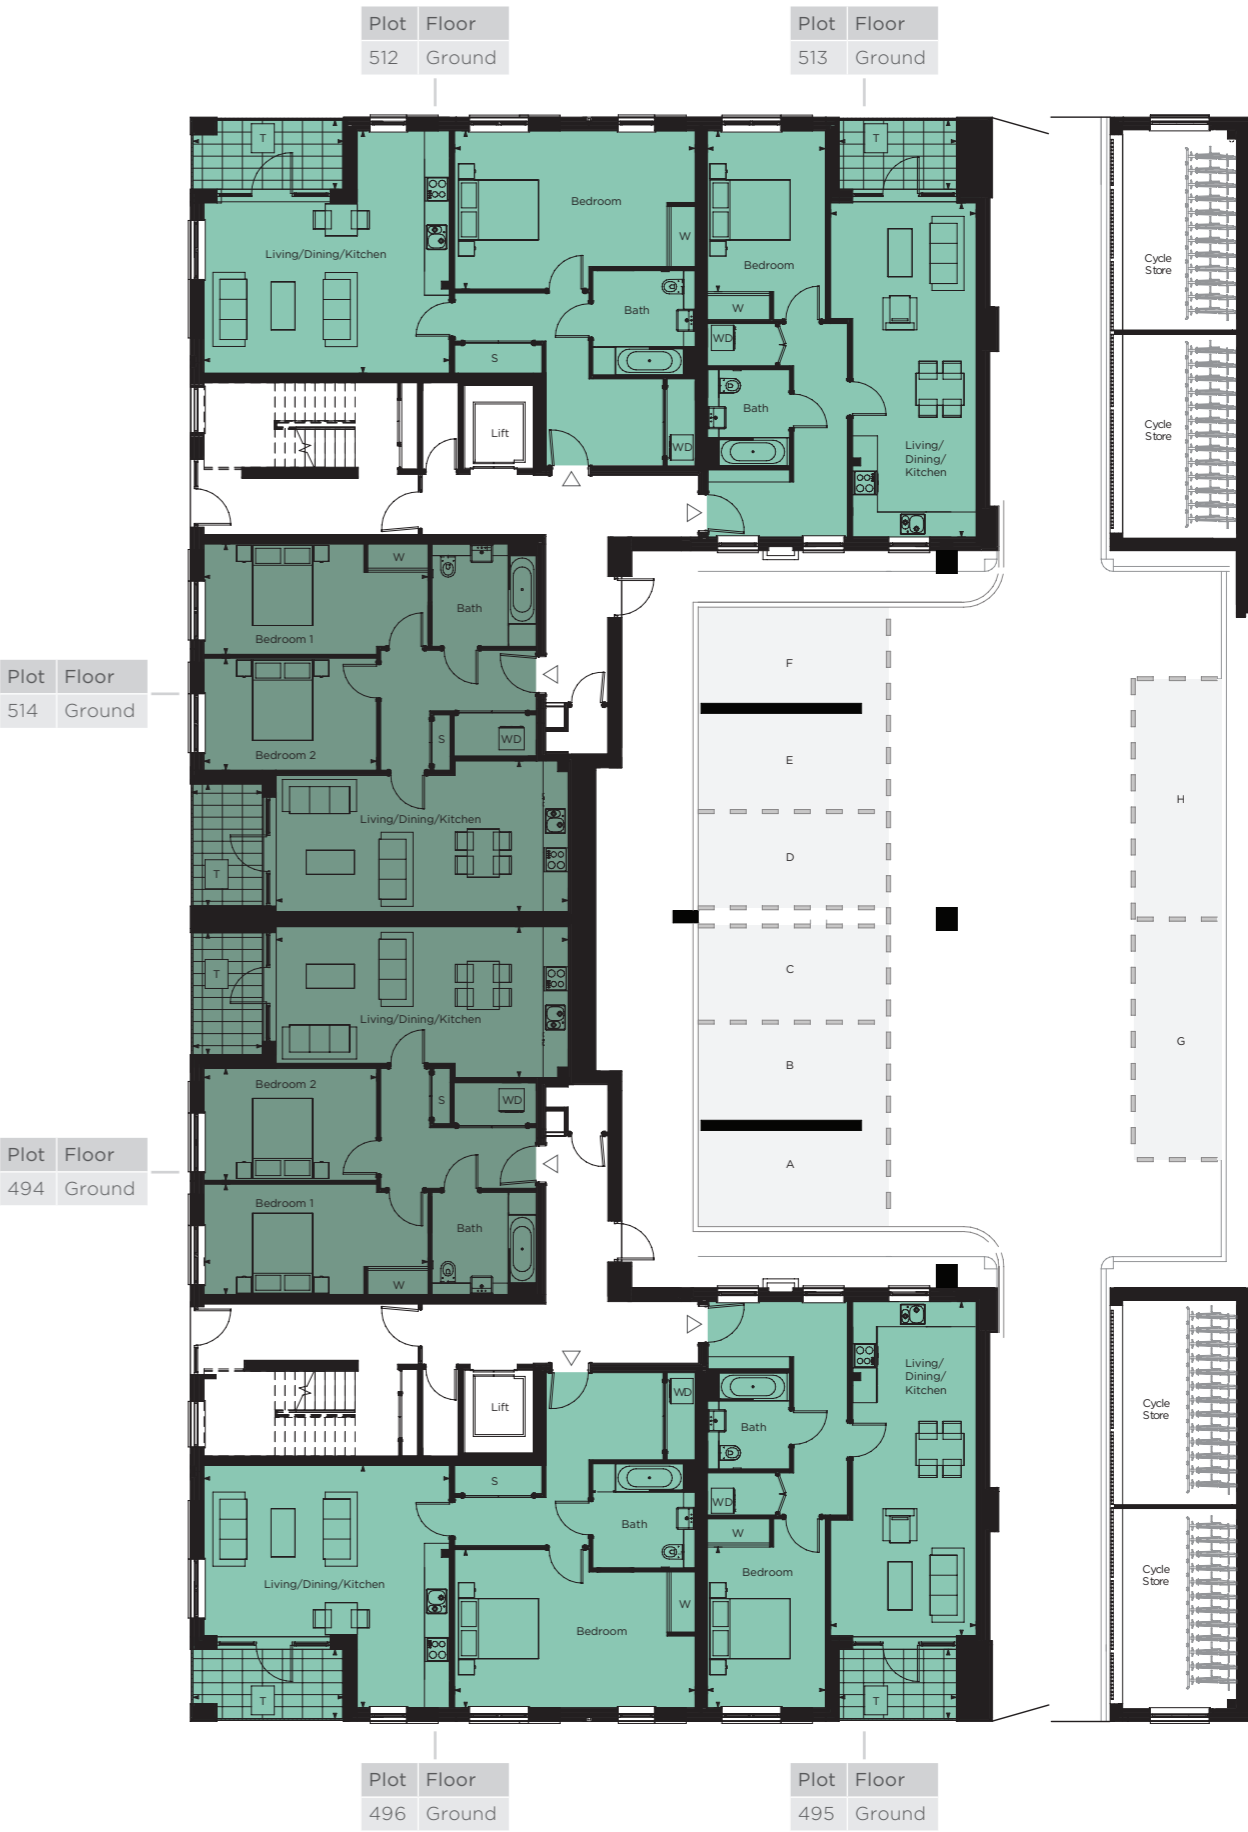 Plot Floor
512 Ground
Plot Floor
513 Ground
T
T
Bedroom
W
Living/Dining/Kitchen
Bedroom
Cycle
Store
Bath
W
WD
S
Bath
Cycle
Store
Lift
WD
Living/
Dining/
Kitchen
W
Bath
Bedroom 1
F
Plot Floor
514 Ground
Bedroom 2
S
WD
E
H
Living/Dining/Kitchen
D
T
T
C
Living/Dining/Kitchen
G
B
Bedroom 2
S
WD
Plot Floor
494 Ground
A
Bedroom 1
Bath
W
Living/
Dining/
Kitchen
WD
Lift
Bath
Cycle
Store
S
WD
Bath
W
Bedroom
Cycle
Store
Living/Dining/Kitchen
W
Bedroom
T
T
Plot Floor
496 Ground
Plot Floor
495 Ground